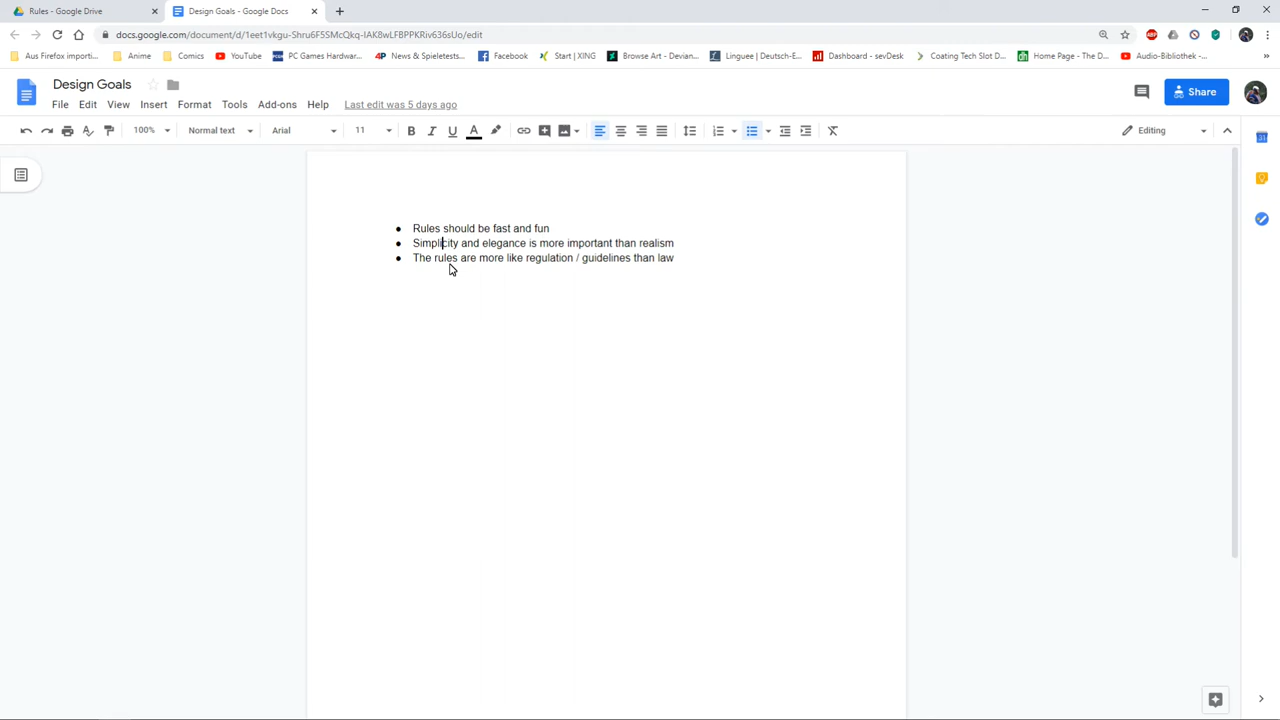 Rules - Google Drive
Design Goals - Google Docs
docs.google.com/document/d/1eet1vkgu-Shru6F5SMcQkq-IAK8wLFBPPKRiv636sUo/edit
Aus Firefox importi...
Anime
Comics
YouTube
PC Games Hardwar...
4P News & Spieletests...
Facebook
Start | XING
Browse Art - Devian...
Linguee | Deutsch-E...
Dashboard - sevDesk
Coating Tech Slot D...
Home Page - The D...
Audio-Bibliothek -...
Design Goals
File Edit View Insert Format Tools Add-ons Help Last edit was 5 days ago
Share
100% Normal text Arial 11 B I U A Editing
● Rules should be fast and fun
● Simplicity and elegance is more important than realism
● The rules are more like regulation / guidelines than law
31